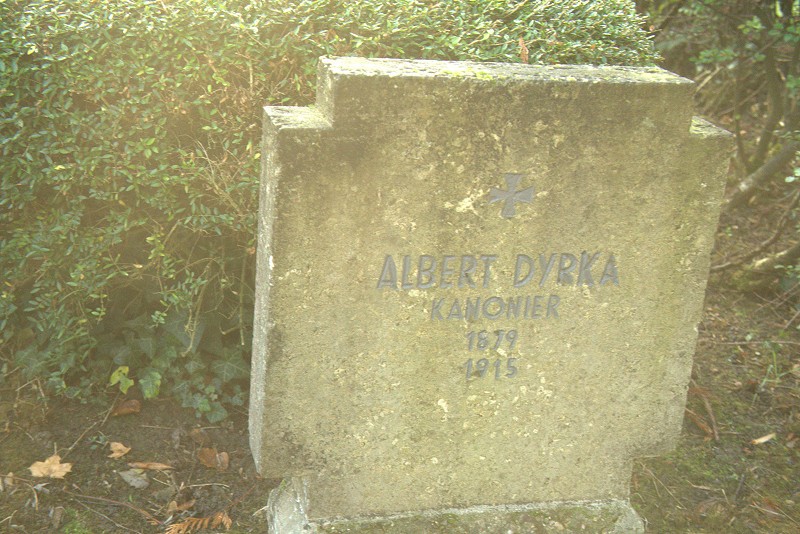 ALBERT DYRKA
KANONIER
1879
1915